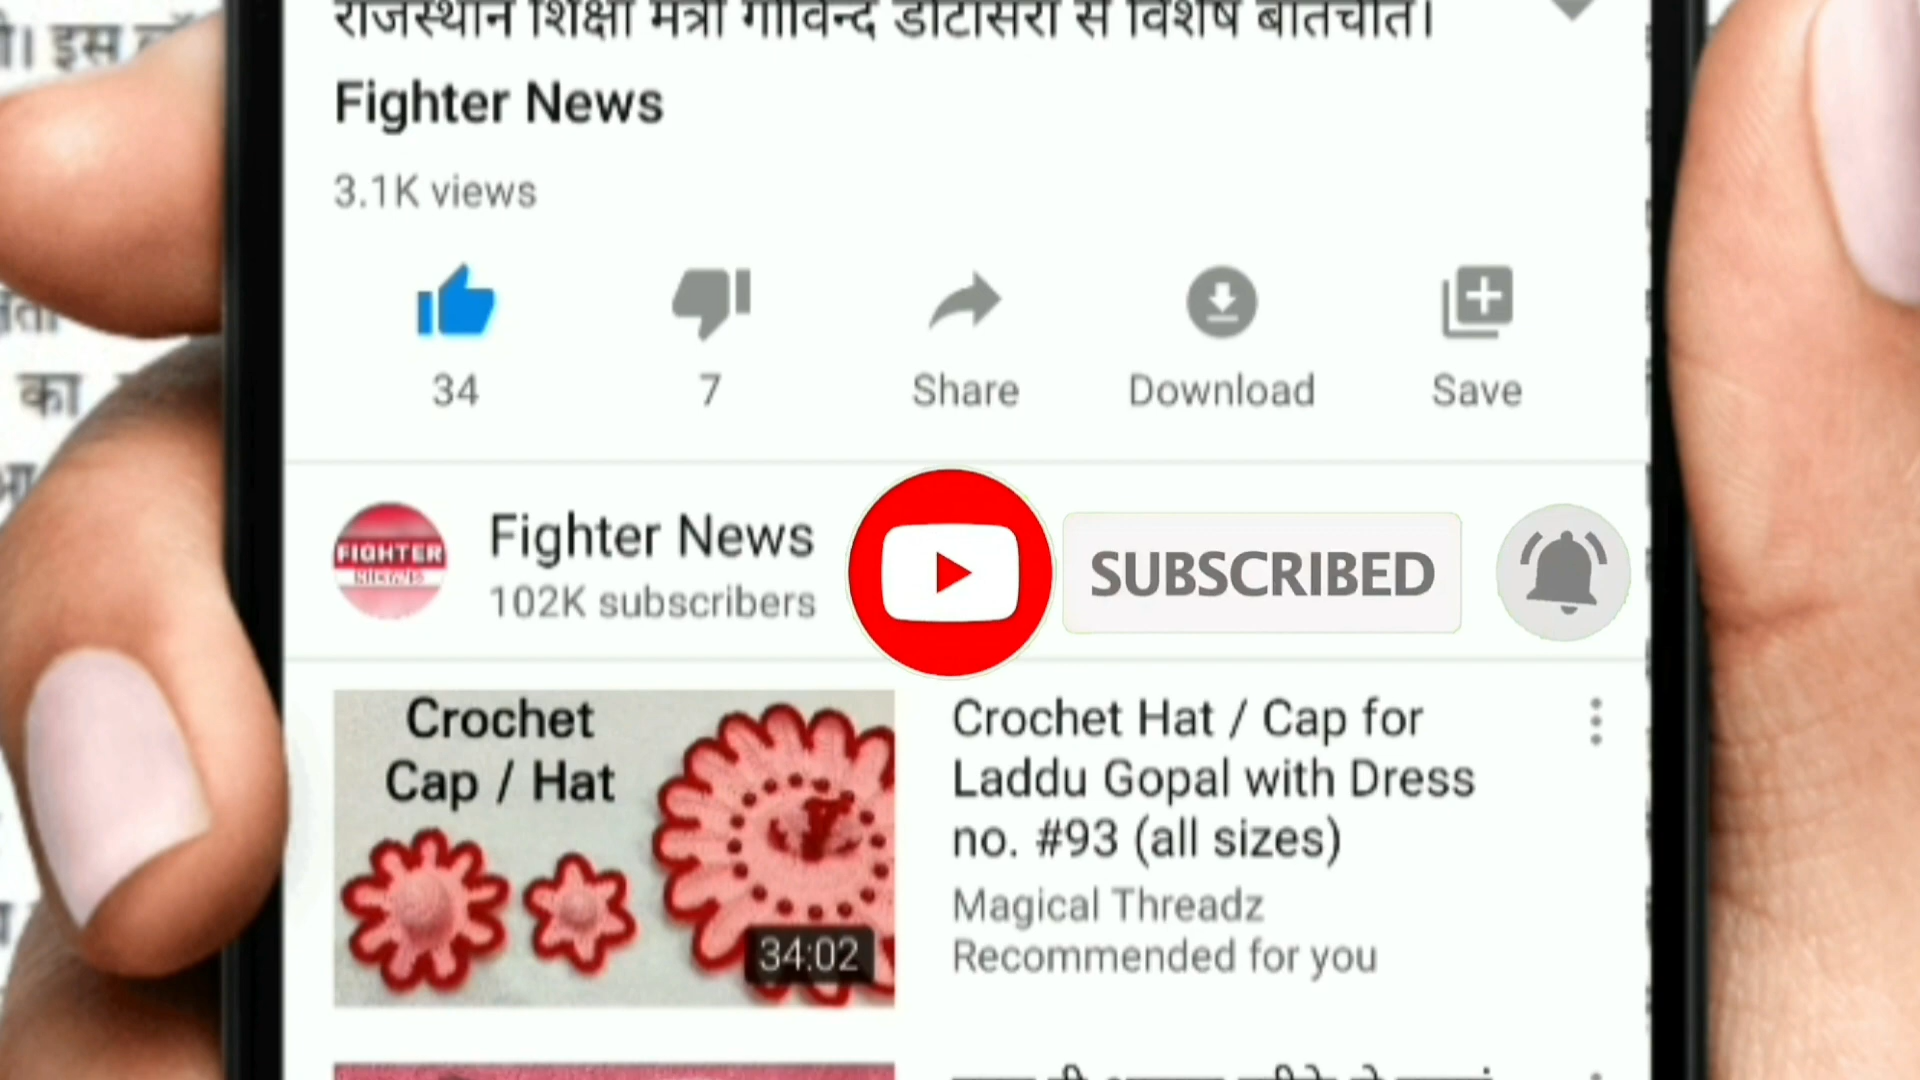 राजस्थान शिक्षा मंत्री गोविन्द डोटासरा से विशेष बातचीत।
Fighter News
3.1K views
34
7
Share
Download
Save
FIGHTER
Fighter News
102K subscribers
SUBSCRIBED
Crochet
Cap / Hat
34:02
Crochet Hat / Cap for
Laddu Gopal with Dress
no. #93 (all sizes)
Magical Threadz
Recommended for you
का
। इस